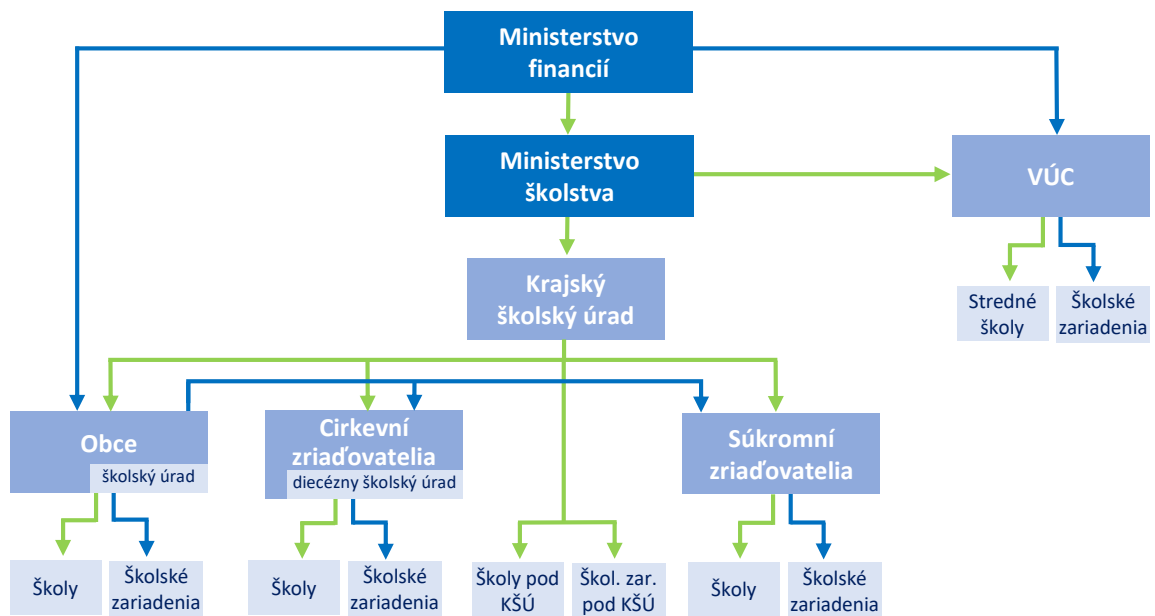 Ministerstvo
financií
Ministerstvo
školstva
VÚC
Krajský
školský úrad
Stredné
školy
Školské
zariadenia
Obce
školský úrad
Cirkevní
zriaďovatelia
diecézny školský úrad
Súkromní
zriaďovatelia
Školy
Školské
zariadenia
Školy
Školské
zariadenia
Školy pod
KŠÚ
Škol. zar.
pod KŠÚ
Školy
Školské
zariadenia